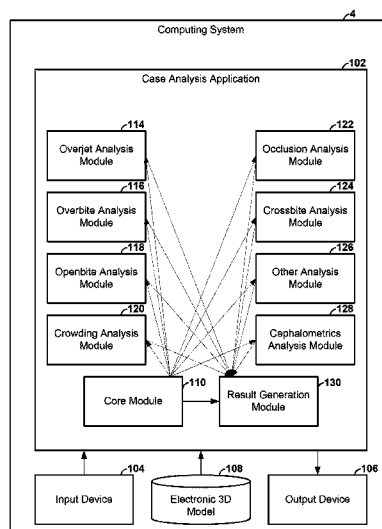 4
Computing System
102
Case Analysis Application
114
Overjet Analysis
Module
122
Occlusion Analysis
Module
116
Overbite Analysis
Module
124
Crossbite Analysis
Module
118
Openbite Analysis
Module
126
Other Analysis
Module
120
Crowding Analysis
Module
128
Cephalometrics
Analysis Module
110
Core Module
130
Result Generation
Module
104
Input Device
108
Electronic 3D
Model
106
Output Device